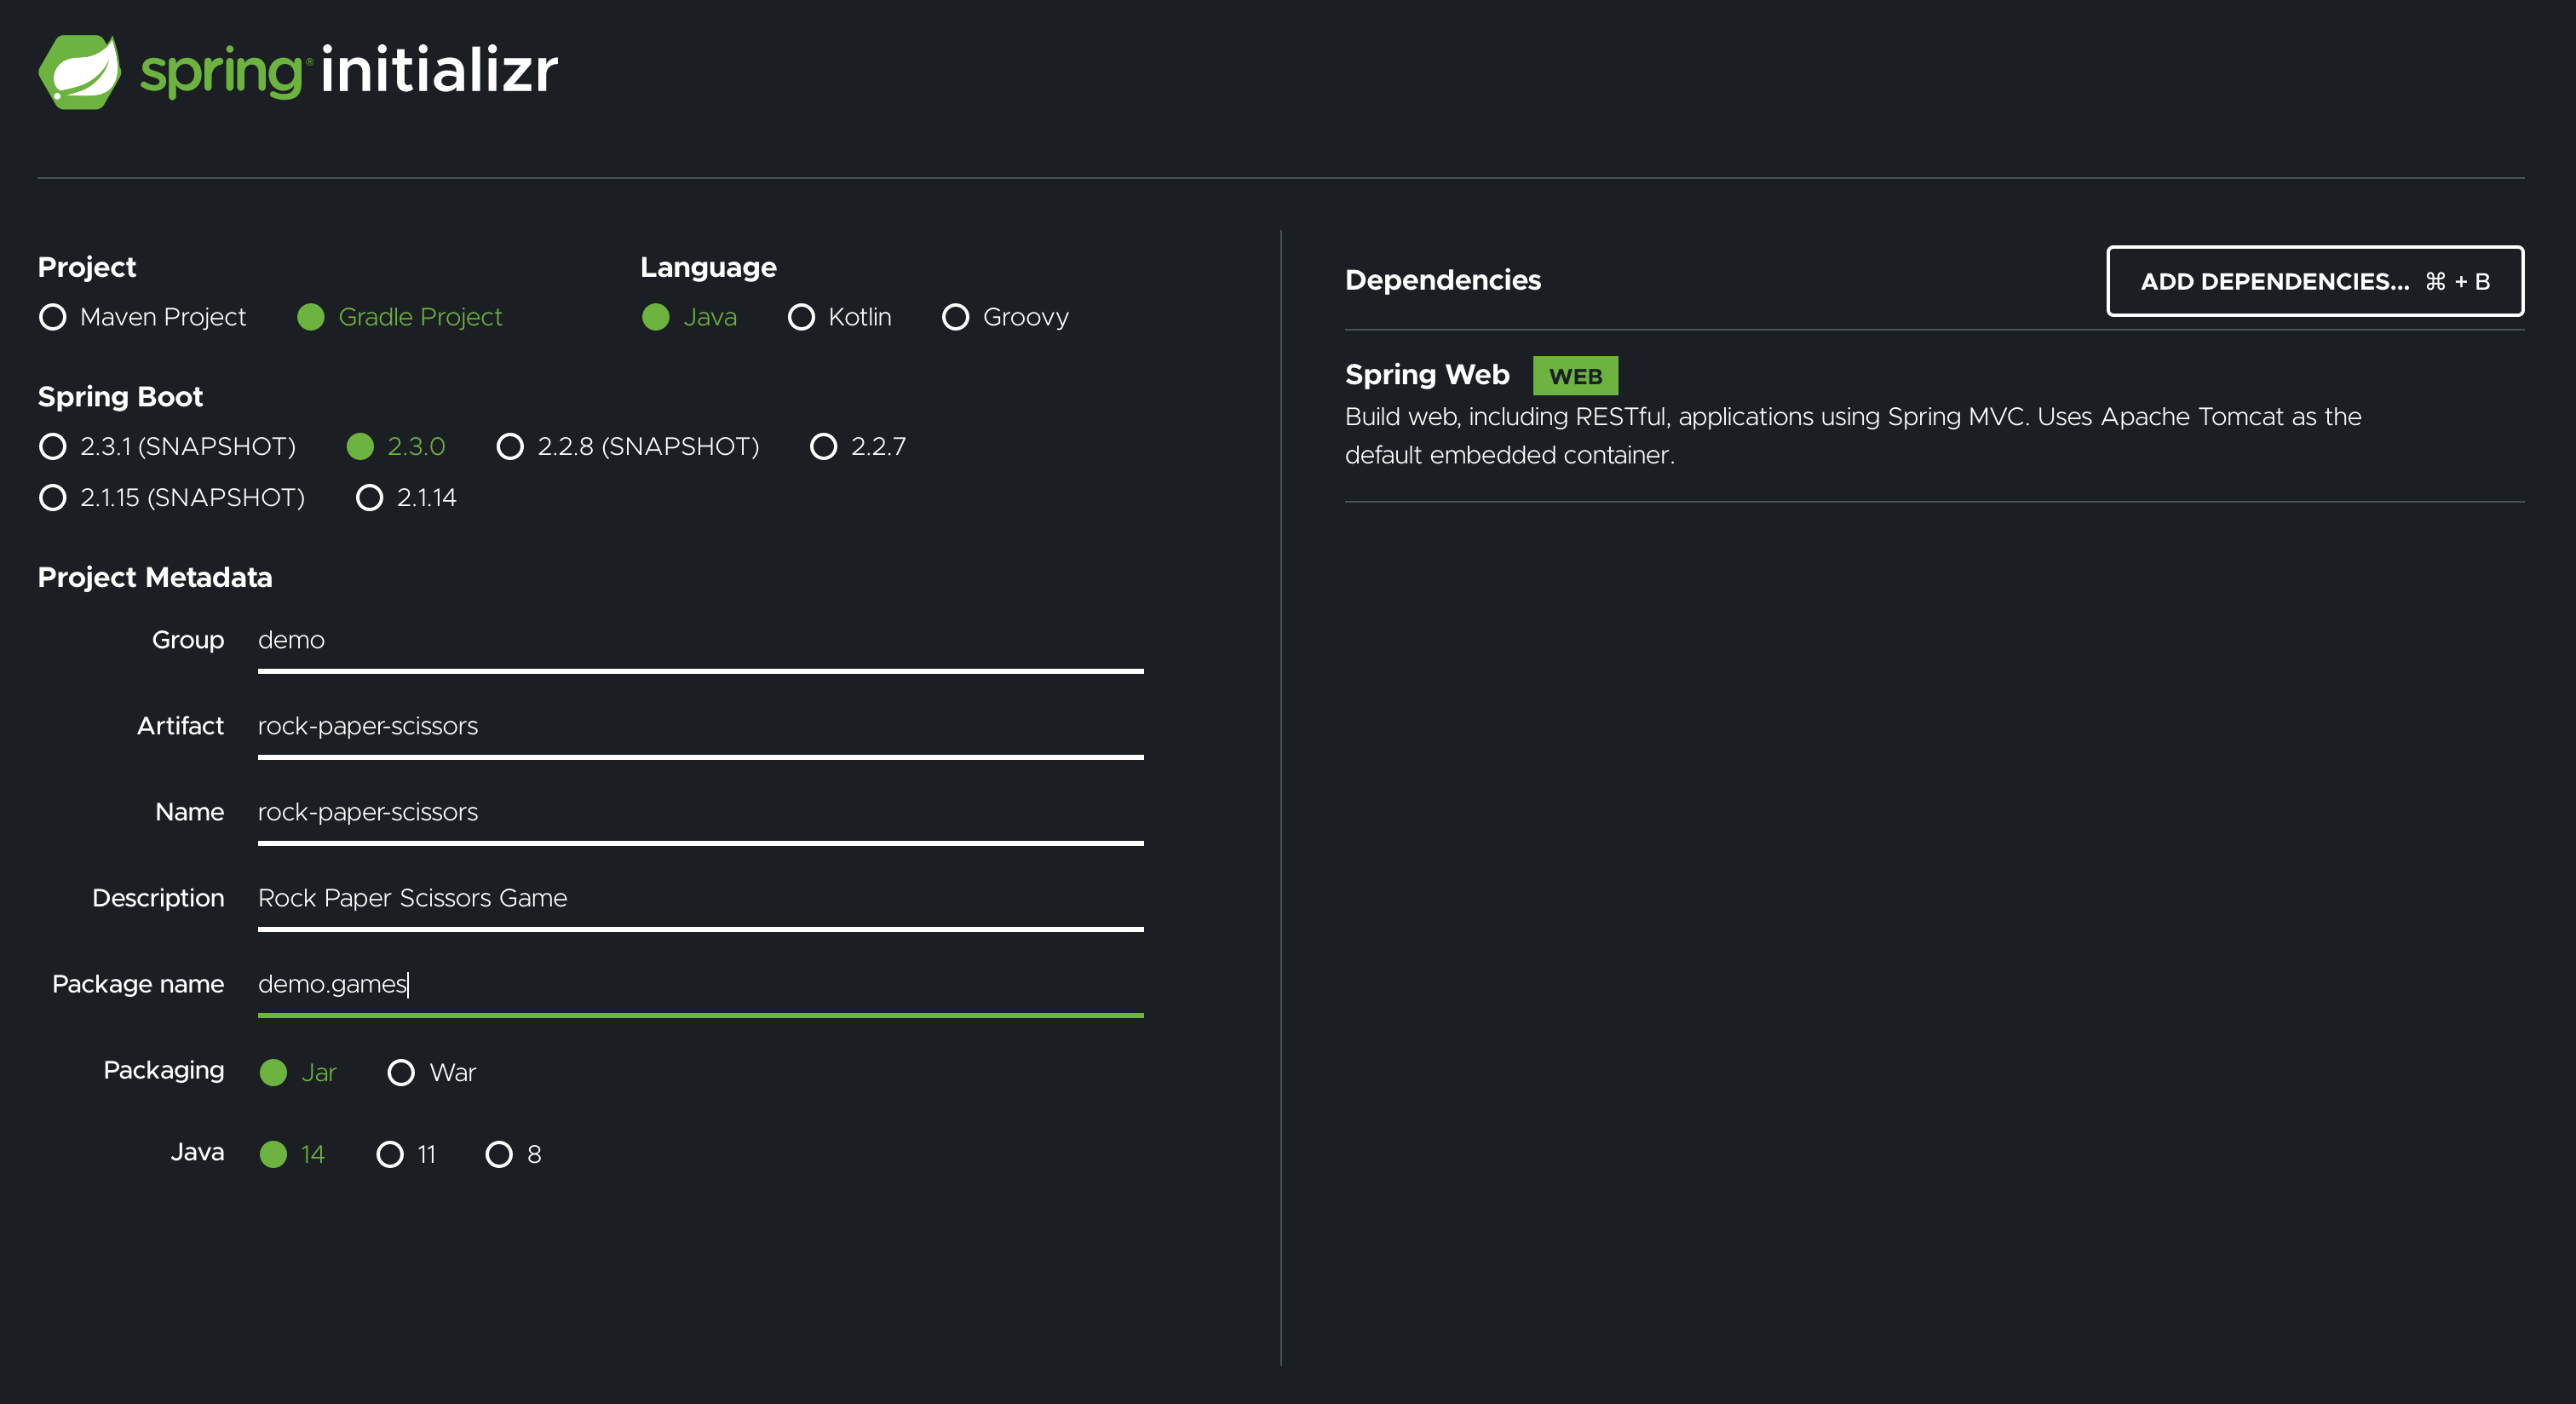 spring® initializr
Project
Maven Project Gradle Project
Language
Java Kotlin Groovy
Spring Boot
2.3.1 (SNAPSHOT) 2.3.0 2.2.8 (SNAPSHOT) 2.2.7
2.1.15 (SNAPSHOT) 2.1.14
Project Metadata
Group demo
Artifact rock-paper-scissors
Name rock-paper-scissors
Description Rock Paper Scissors Game
Package name demo.games
Packaging Jar War
Java 14 11 8
Dependencies ADD DEPENDENCIES... ⌘ + B
Spring Web WEB
Build web, including RESTful, applications using Spring MVC. Uses Apache Tomcat as the
default embedded container.